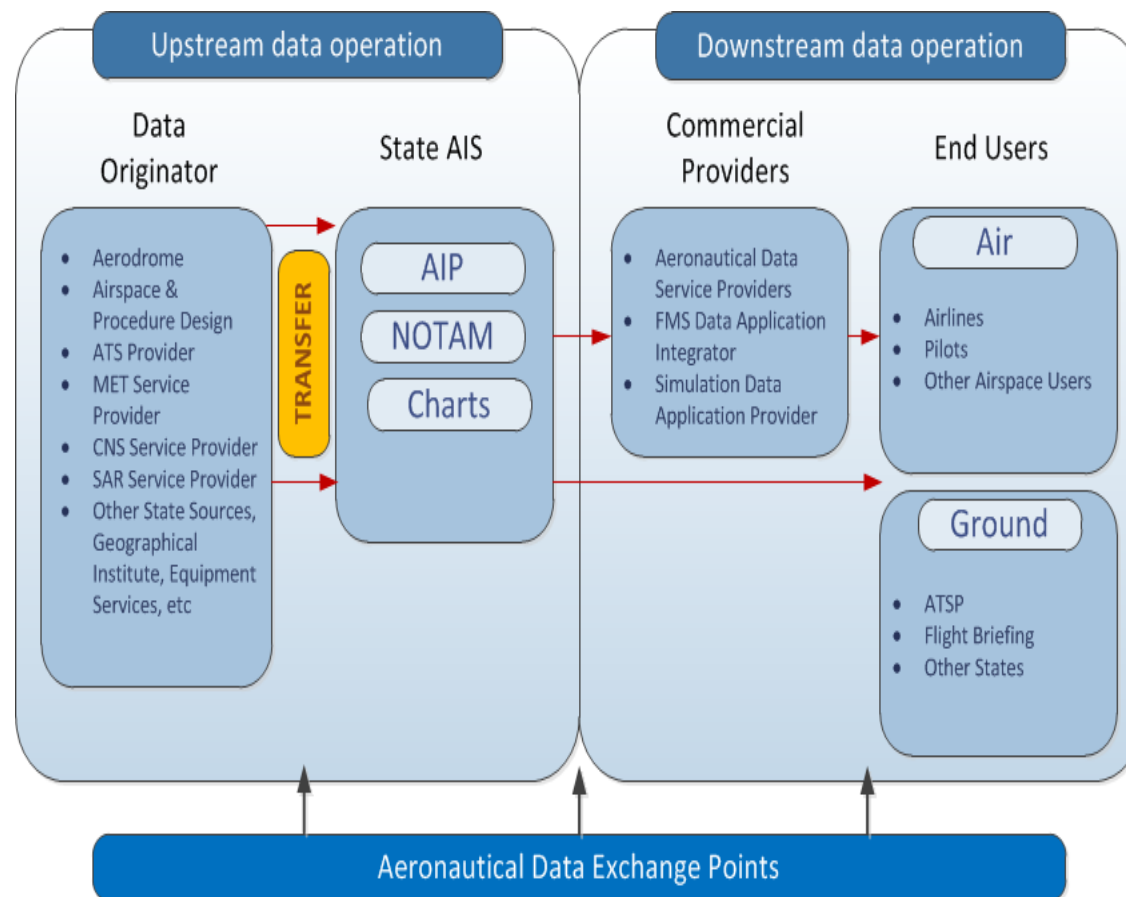 Upstream data operation
Downstream data operation
Data
Originator
State AIS
Commercial
Providers
End Users
• Aerodrome
• Airspace &
Procedure Design
• ATS Provider
• MET Service
Provider
• CNS Service Provider
• SAR Service Provider
• Other State Sources,
Geographical
Institute, Equipment
Services, etc
TRANSFER
AIP
NOTAM
Charts
• Aeronautical Data
Service Providers
• FMS Data Application
Integrator
• Simulation Data
Application Provider
Air
• Airlines
• Pilots
• Other Airspace Users
Ground
• ATSP
• Flight Briefing
• Other States
Aeronautical Data Exchange Points